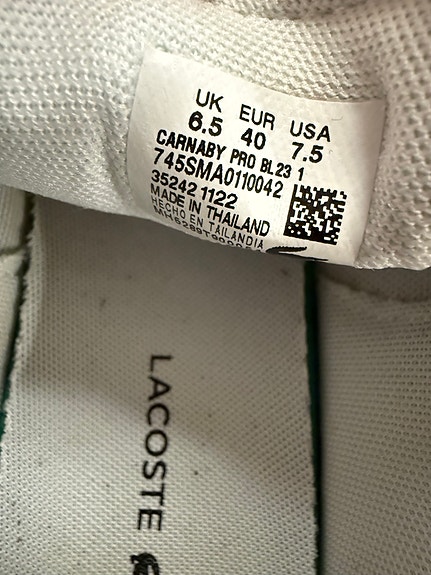 UK EUR USA
6.5 40 7.5
CARNABY PRO BL23 1
745SMA0110042
35242 1122
MADE IN THAILAND
HECHO EN TAILANDIA
LACOSTE